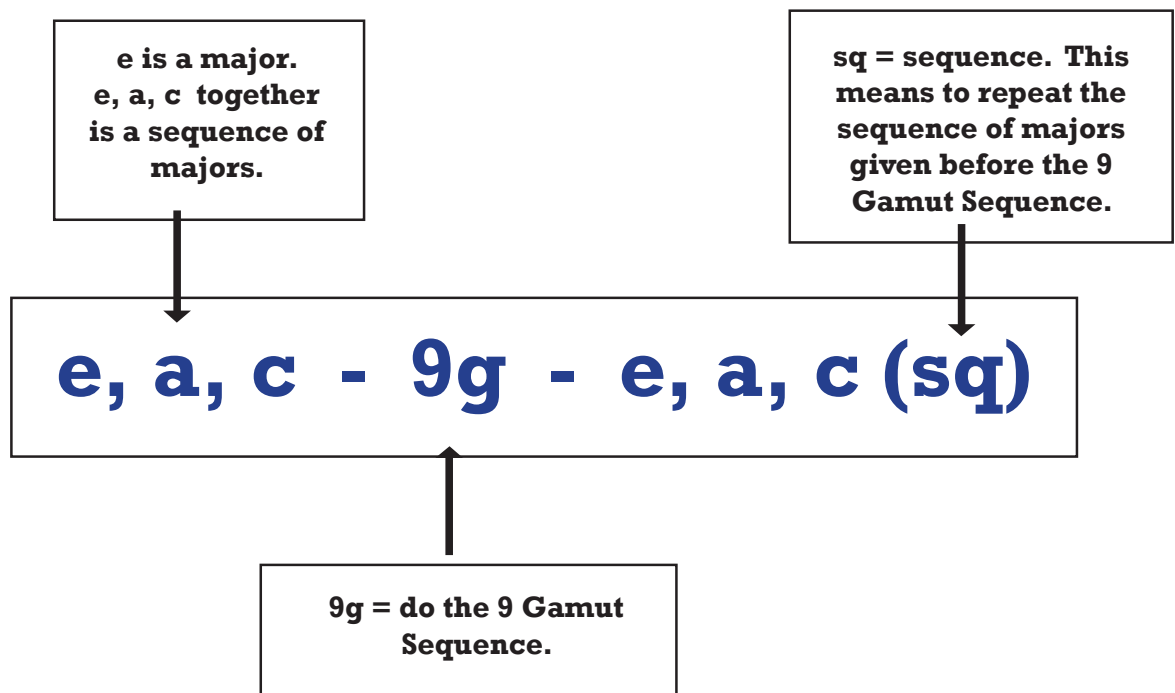 e is a major.
e, a, c together
is a sequence of
majors.
sq = sequence. This
means to repeat the
sequence of majors
given before the 9
Gamut Sequence.
e, a, c - 9g - e, a, c (sq)
9g = do the 9 Gamut
Sequence.